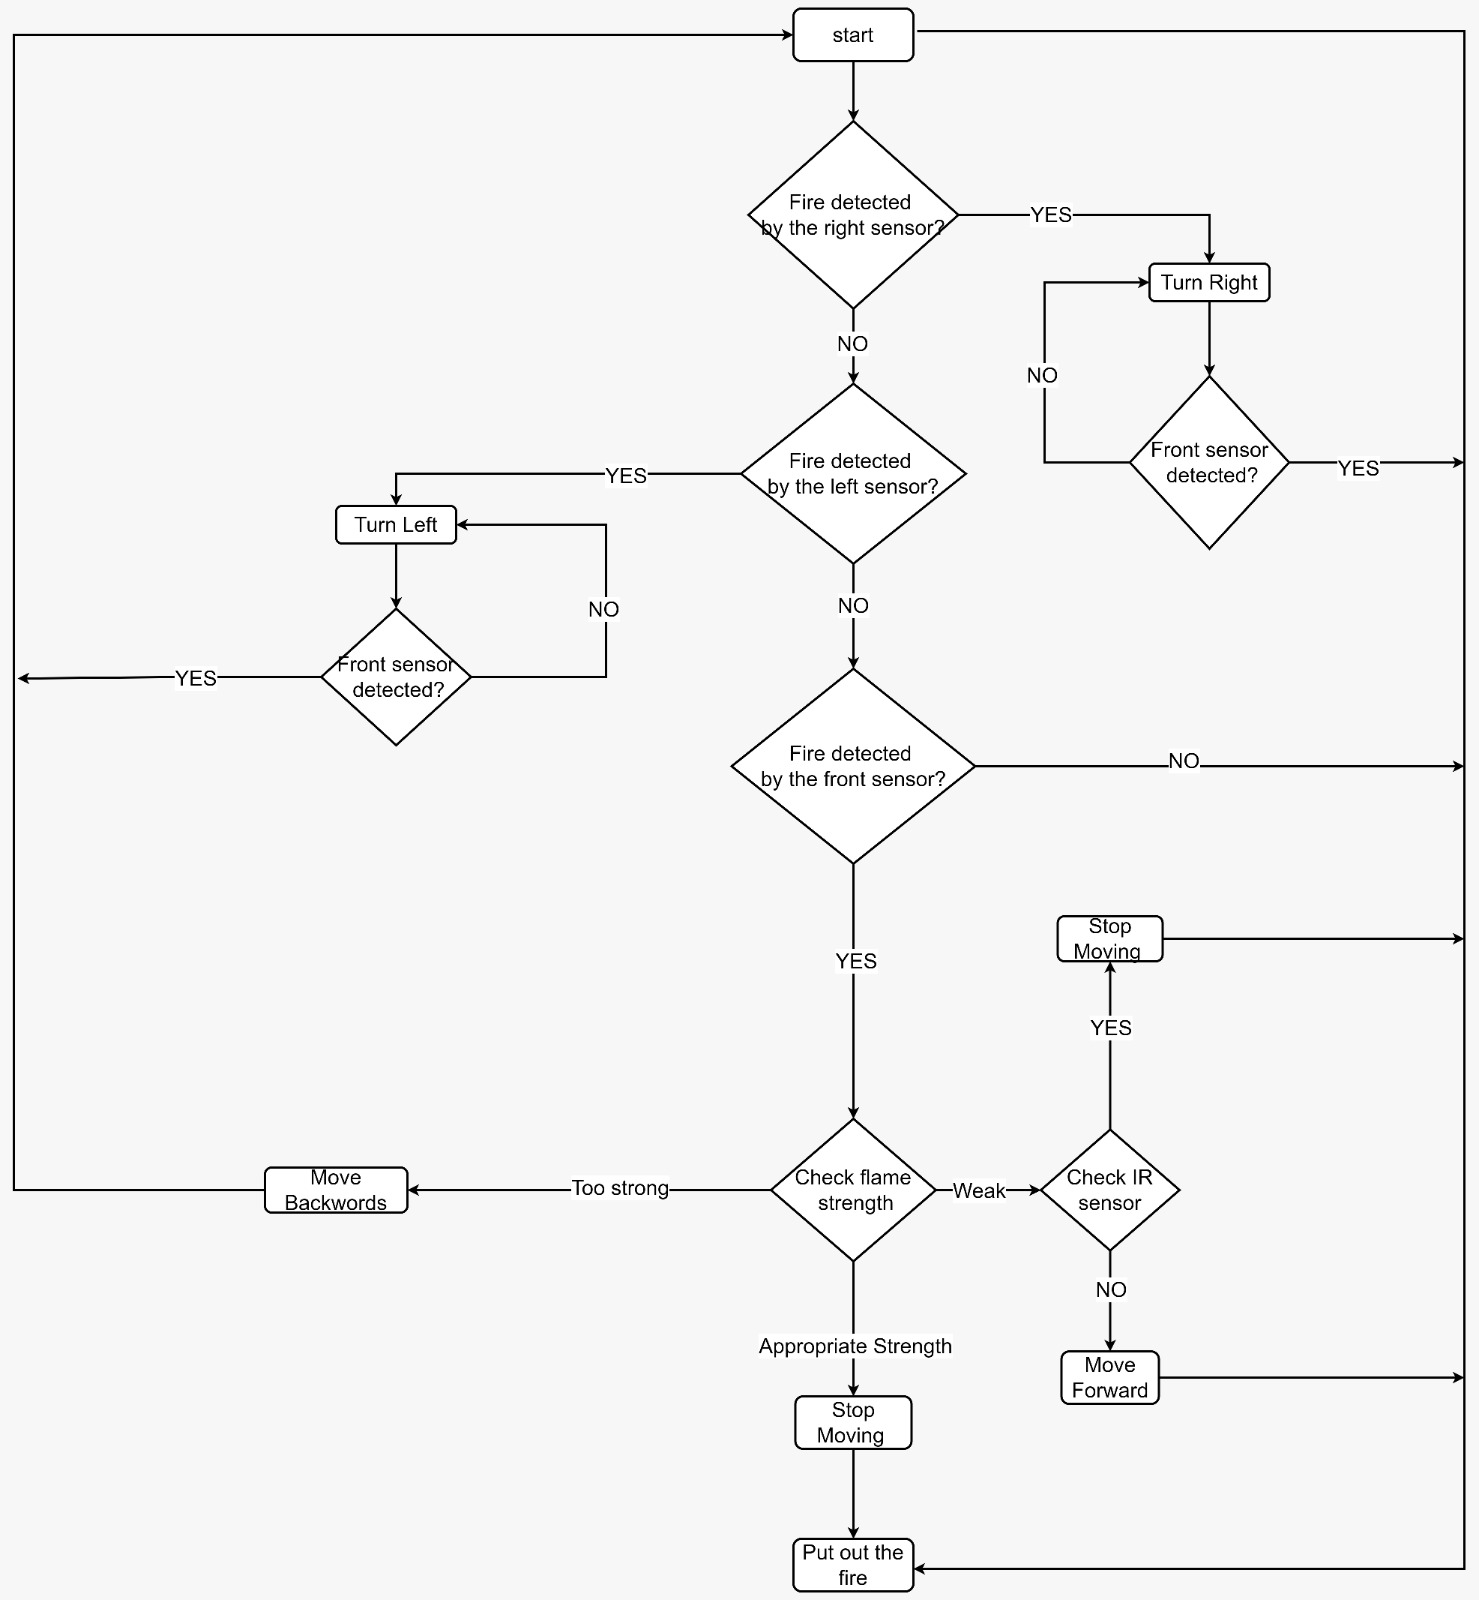 start
Fire detected
by the right sensor?
YES
Turn Right
NO
NO
Front sensor
detected?
YES
Fire detected
by the left sensor?
YES
Turn Left
NO
NO
Front sensor
detected?
YES
Fire detected
by the front sensor?
NO
YES
Stop
Moving
YES
Check flame
strength
Too strong
Move
Backwords
Weak
Check IR
sensor
NO
Move
Forward
Appropriate Strength
Stop
Moving
Put out the
fire